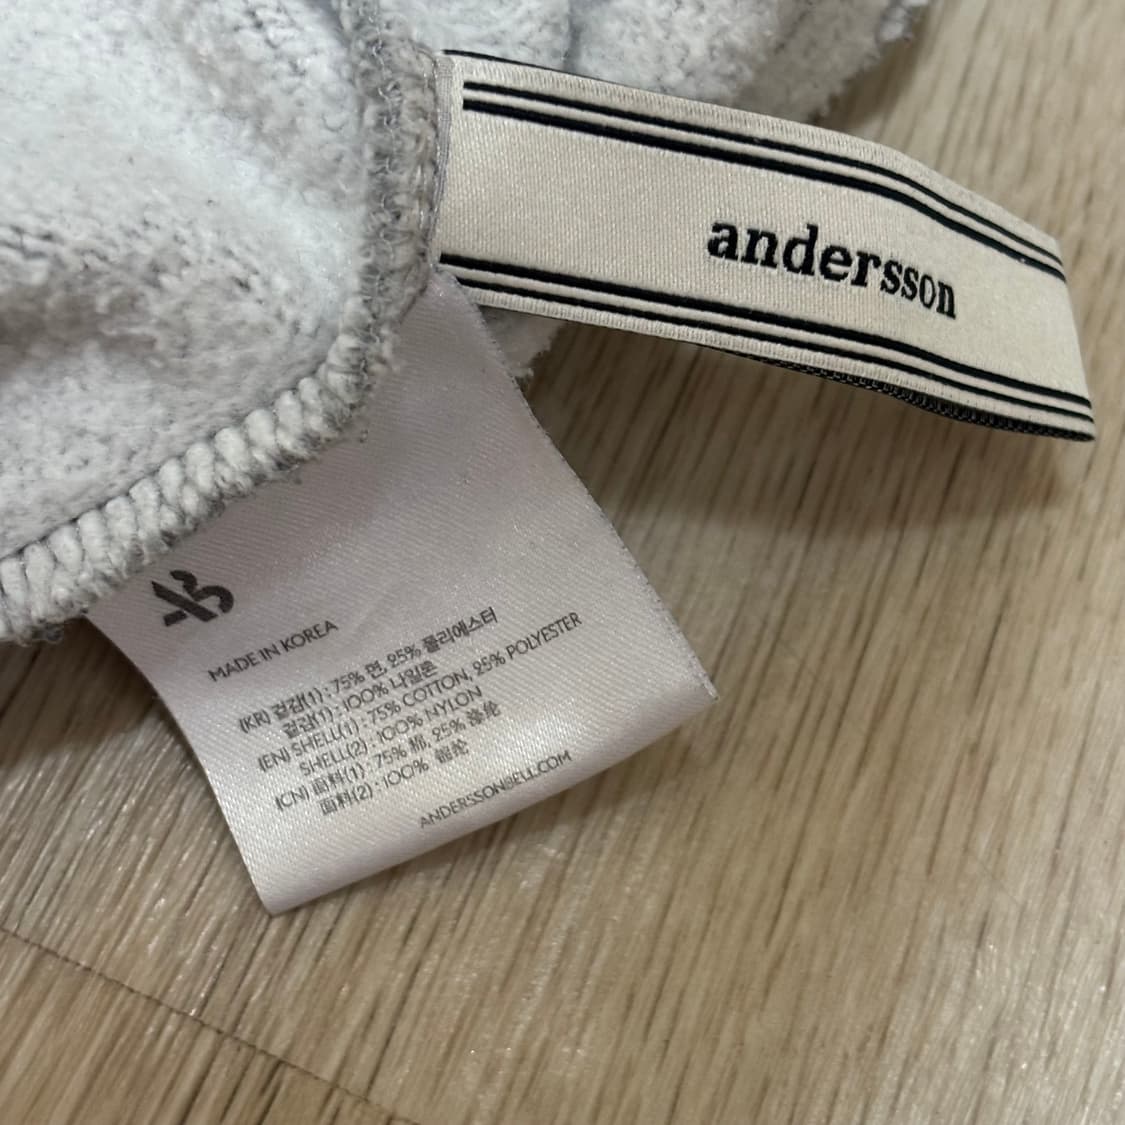 andersson
MADE IN KOREA
(KR) 겉감(1) : 75% 면, 25% 폴리에스터
겉감(1) : 100% 나일론
(EN) SHELL(1) : 75% COTTON, 25% POLYESTER
SHELL(2) : 100% NYLON
(CN) 面料(1) : 75% 棉, 25% 涤纶
面料(2) : 100% 锦纶
ANDERSSONBELL.COM